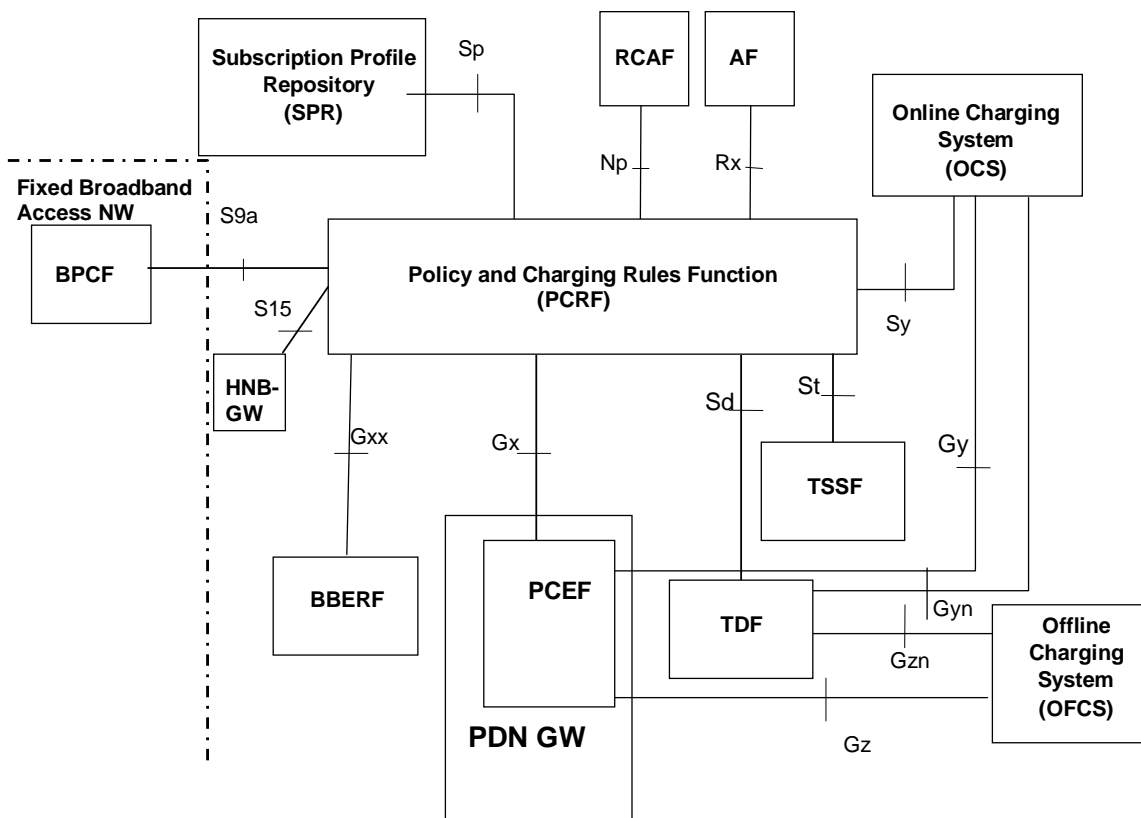 Subscription Profile
Repository
(SPR)
Sp
RCAF
AF
Online Charging
System
(OCS)
Np
Rx
Fixed Broadband
Access NW
S9a
BPCF
Policy and Charging Rules Function
(PCRF)
S15
Sy
HNB-
GW
Gxx
Gx
Sd
St
Gy
TSSF
BBERF
PCEF
TDF
Gyn
Gzn
Offline
Charging
System
(OFCS)
PDN GW
Gz